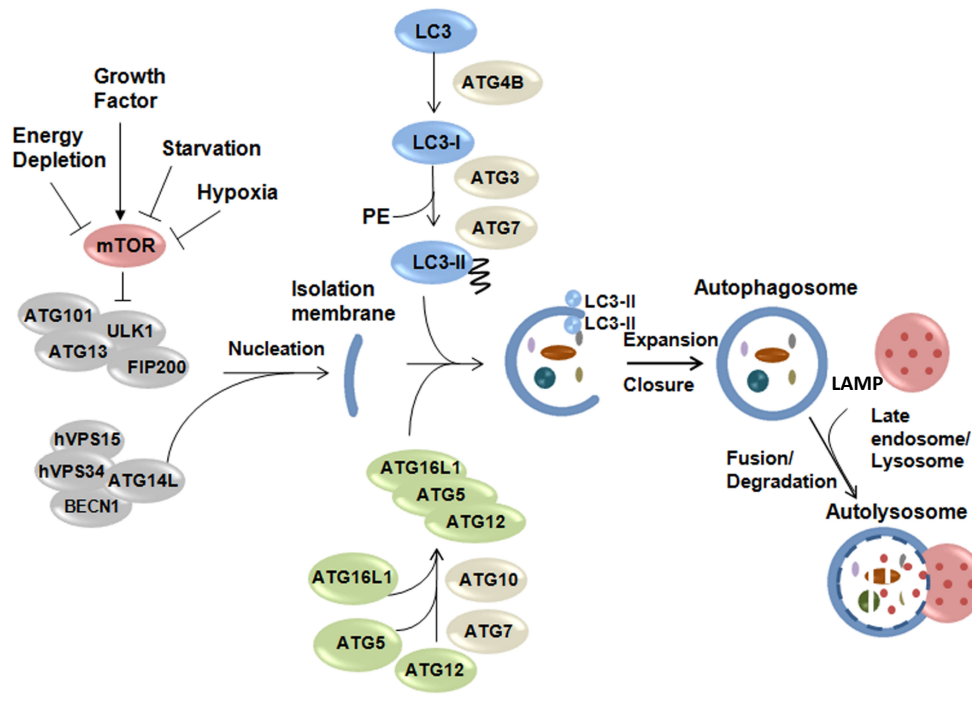 LC3
ATG4B
Growth
Factor
Energy
Depletion
Starvation
Hypoxia
mTOR
LC3-I
ATG3
PE
ATG7
LC3-II
ATG101
ULK1
ATG13
FIP200
Nucleation
Isolation
membrane
LC3-II
LC3-II
Expansion
Closure
Autophagosome
LAMP
Late
endosome/
Lysosome
Fusion/
Degradation
Autolysosome
hVPS15
hVPS34
ATG14L
BECN1
ATG16L1
ATG5
ATG12
ATG16L1
ATG10
ATG5
ATG7
ATG12